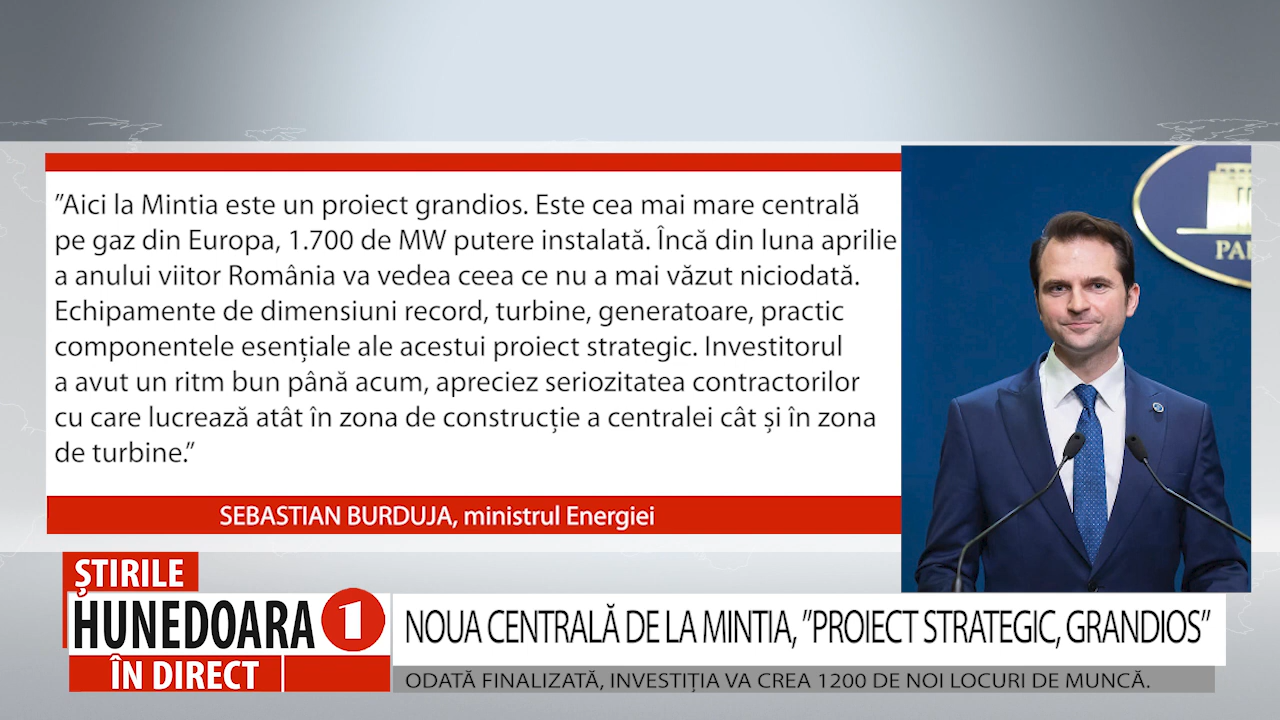 ”Aici la Mintia este un proiect grandios. Este cea mai mare centrală
pe gaz din Europa, 1.700 de MW putere instalată. Încă din luna aprilie
a anului viitor România va vedea ceea ce nu a mai văzut niciodată.
Echipamente de dimensiuni record, turbine, generatoare, practic
componentele esențiale ale acestui proiect strategic. Investitorul
a avut un ritm bun până acum, apreciez seriozitatea contractorilor
cu care lucrează atât în zona de construcție a centralei cât și în zona
de turbine.”
SEBASTIAN BURDUJA, ministrul Energiei
ȘTIRILE
HUNEDOARA 1
ÎN DIRECT
NOUA CENTRALĂ DE LA MINTIA, ”PROIECT STRATEGIC, GRANDIOS”
ODATĂ FINALIZATĂ, INVESTIȚIA VA CREA 1200 DE NOI LOCURI DE MUNCĂ.